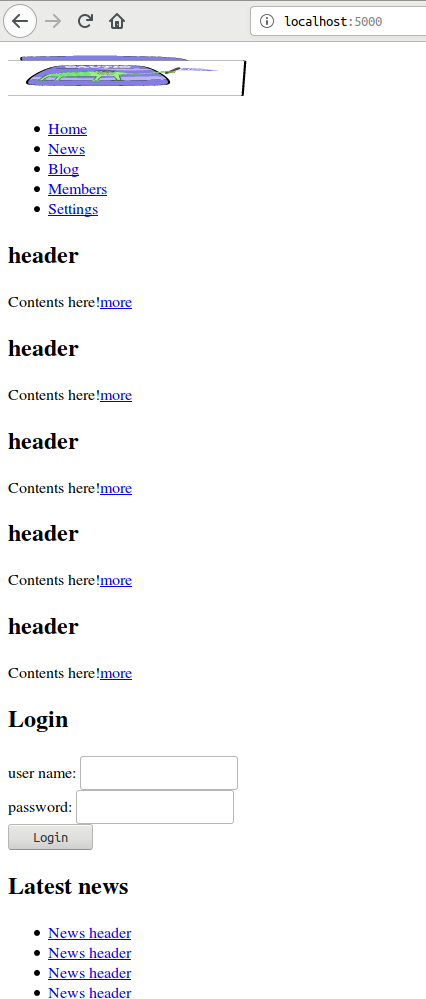 localhost:5000
Home
News
Blog
Members
Settings
header
Contents here!more
header
Contents here!more
header
Contents here!more
header
Contents here!more
header
Contents here!more
Login
user name:
password:
Login
Latest news
News header
News header
News header
News header